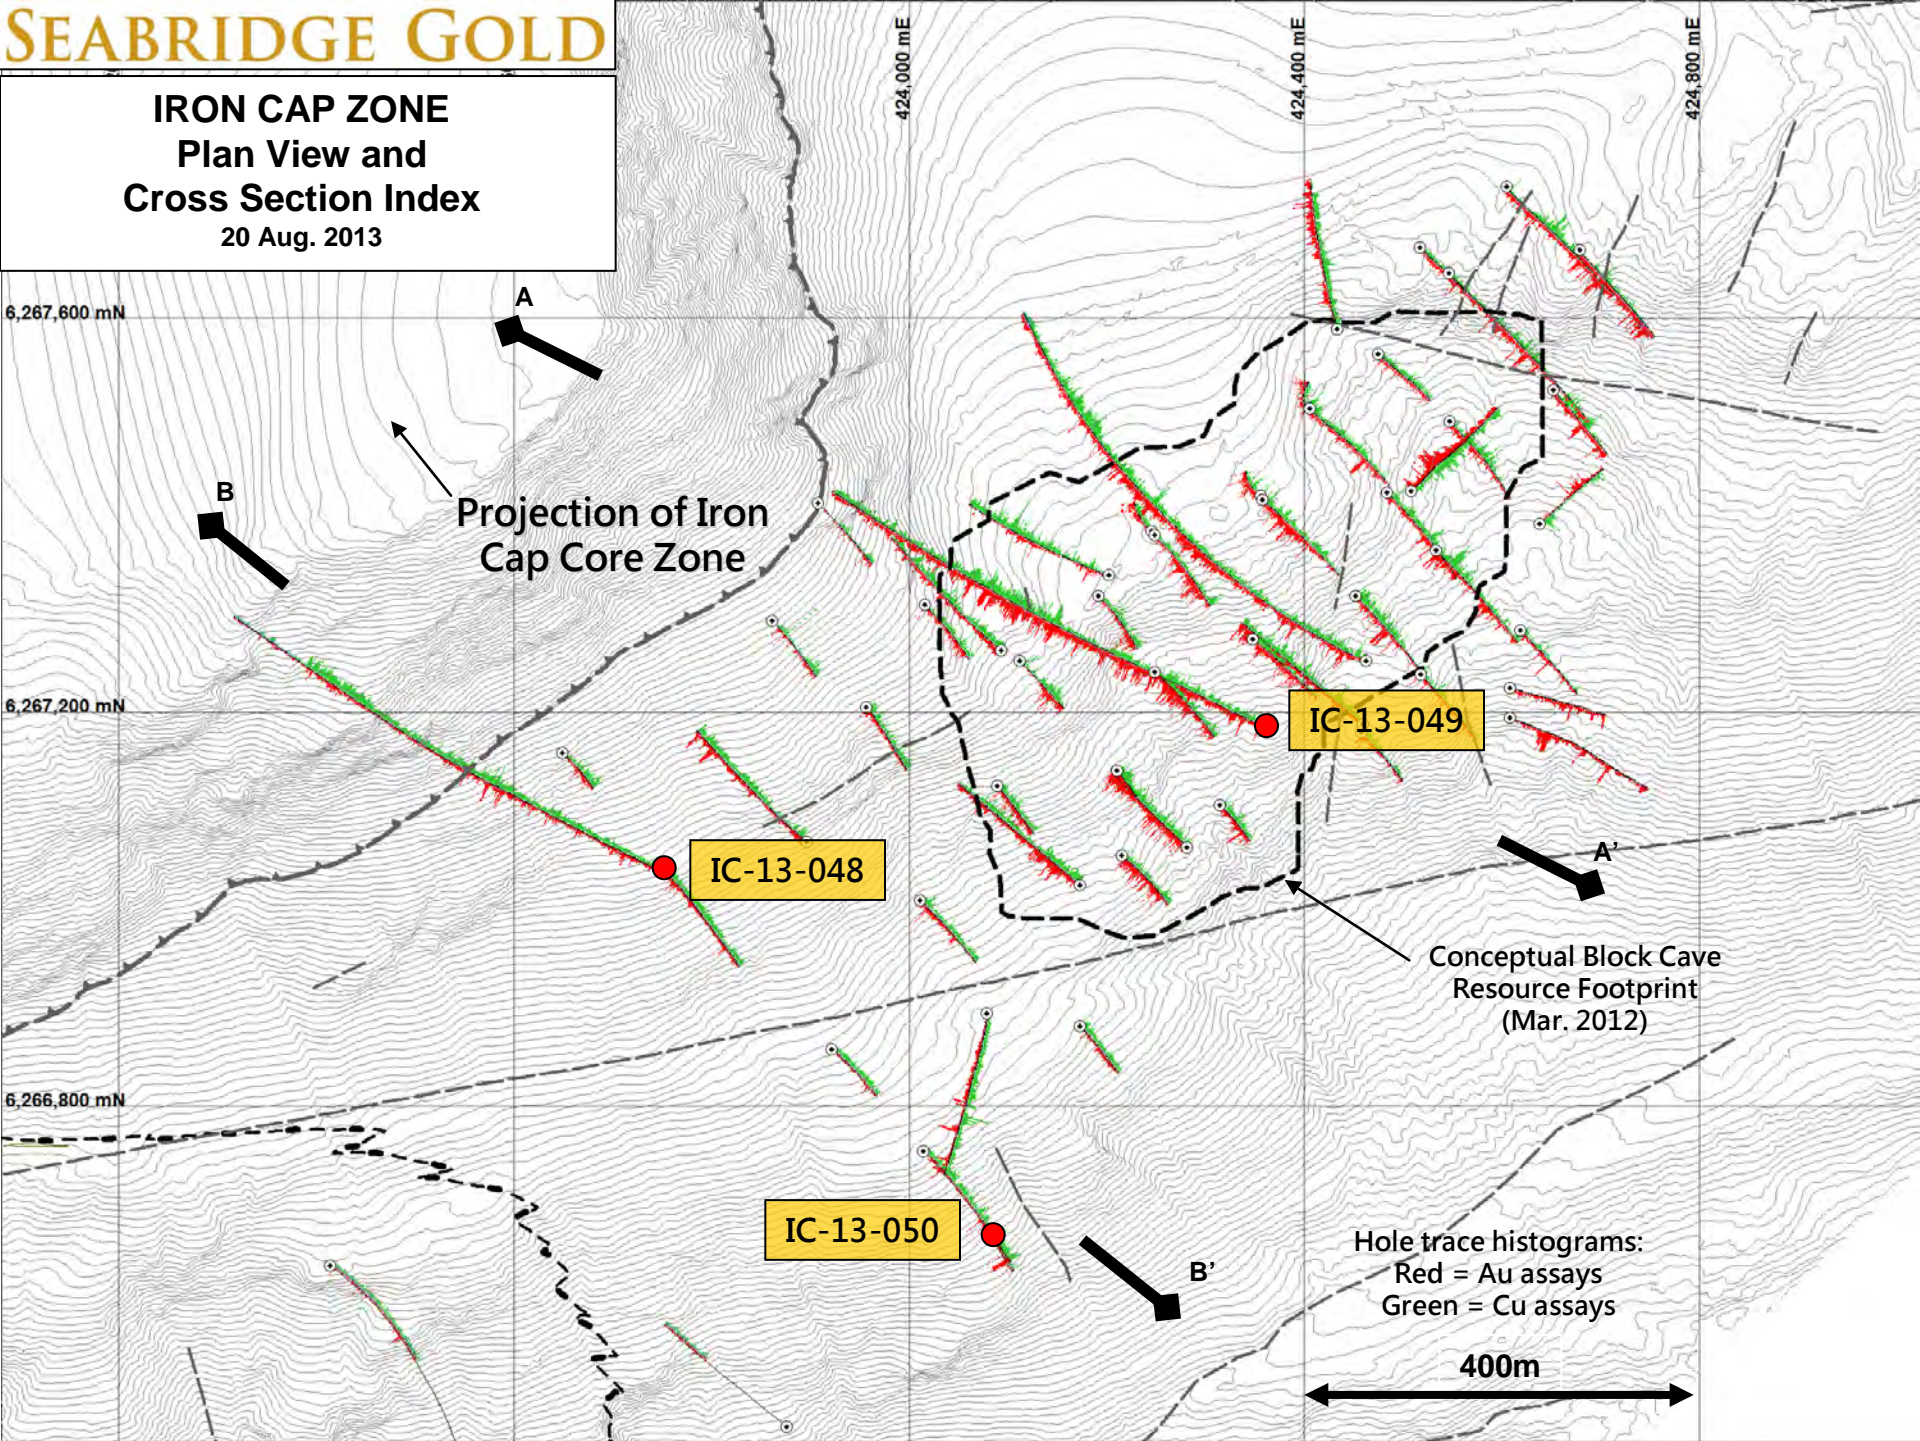 SEABRIDGE GOLD
IRON CAP ZONE
Plan View and
Cross Section Index
20 Aug. 2013
424,000 mE
424,400 mE
424,800 mE
6,267,600 mN
A
B
Projection of Iron
Cap Core Zone
6,267,200 mN
IC-13-049
IC-13-048
A'
Conceptual Block Cave
Resource Footprint
(Mar. 2012)
6,266,800 mN
IC-13-050
B'
Hole trace histograms:
Red = Au assays
Green = Cu assays
400m